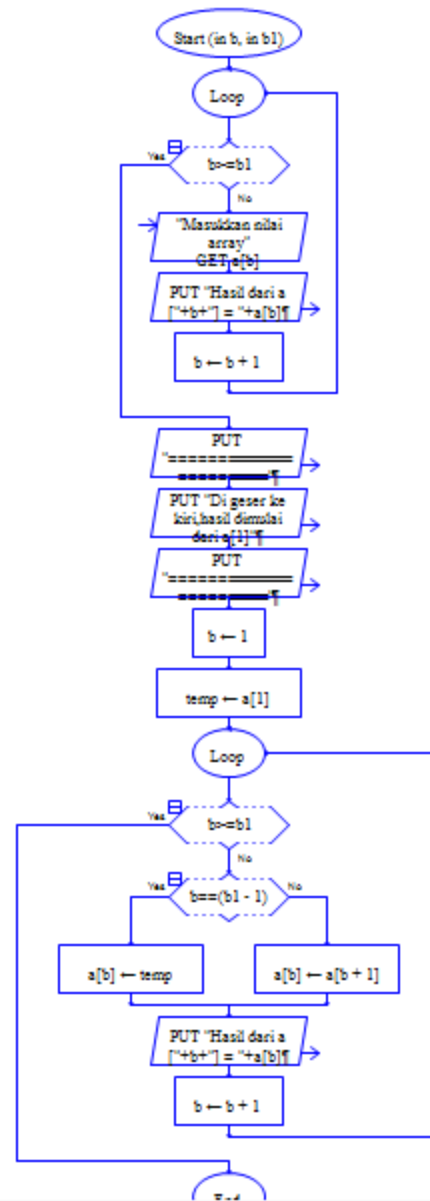 Start (in b, in b1)
Loop
b>=b1
Yes
No
"Masukkan nilai
array"
GET a[b]
PUT "Hasil dari a
["+b+"] = "+a[b]¶
b ← b + 1
PUT
"==============
==========="¶
PUT "Di geser ke
kiri,hasil dimulai
dari a[1]"¶
PUT
"==============
==========="¶
b ← 1
temp ← a[1]
Loop
b>=b1
Yes
No
b==(b1 - 1)
Yes
No
a[b] ← temp
a[b] ← a[b + 1]
PUT "Hasil dari a
["+b+"] = "+a[b]¶
b ← b + 1
End